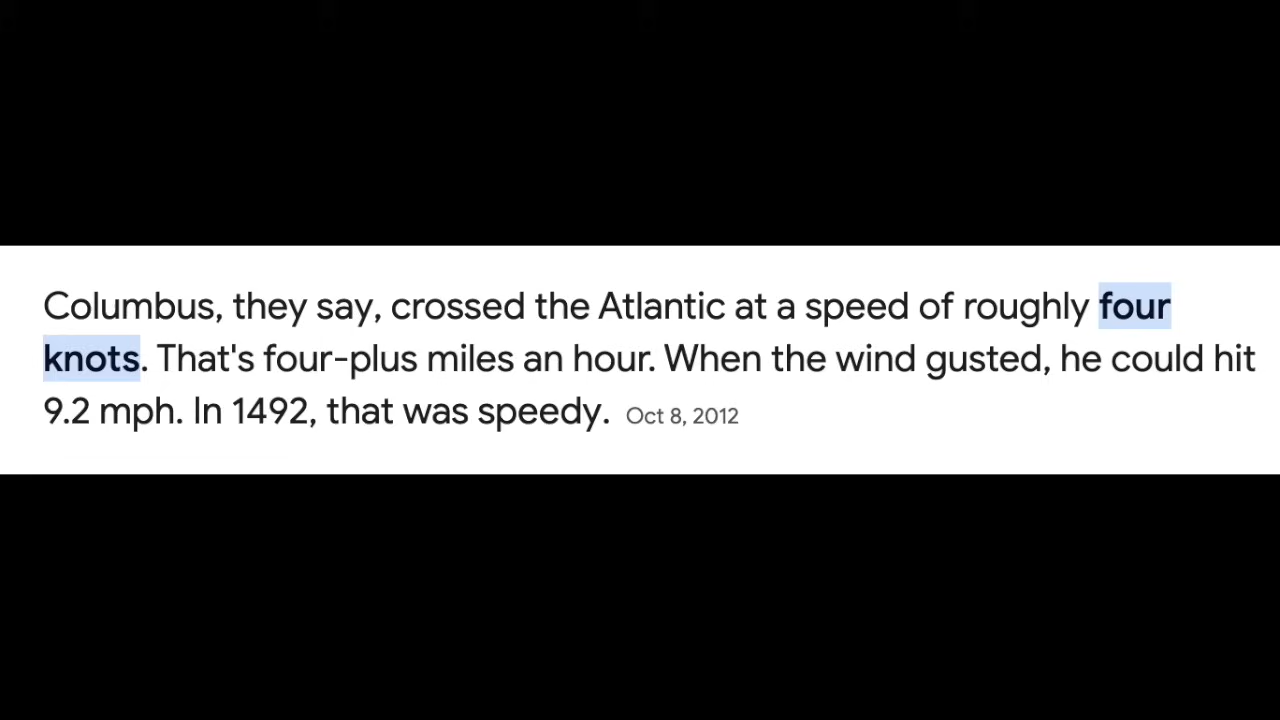 Columbus, they say, crossed the Atlantic at a speed of roughly four
knots. That's four-plus miles an hour. When the wind gusted, he could hit
9.2 mph. In 1492, that was speedy. Oct 8, 2012